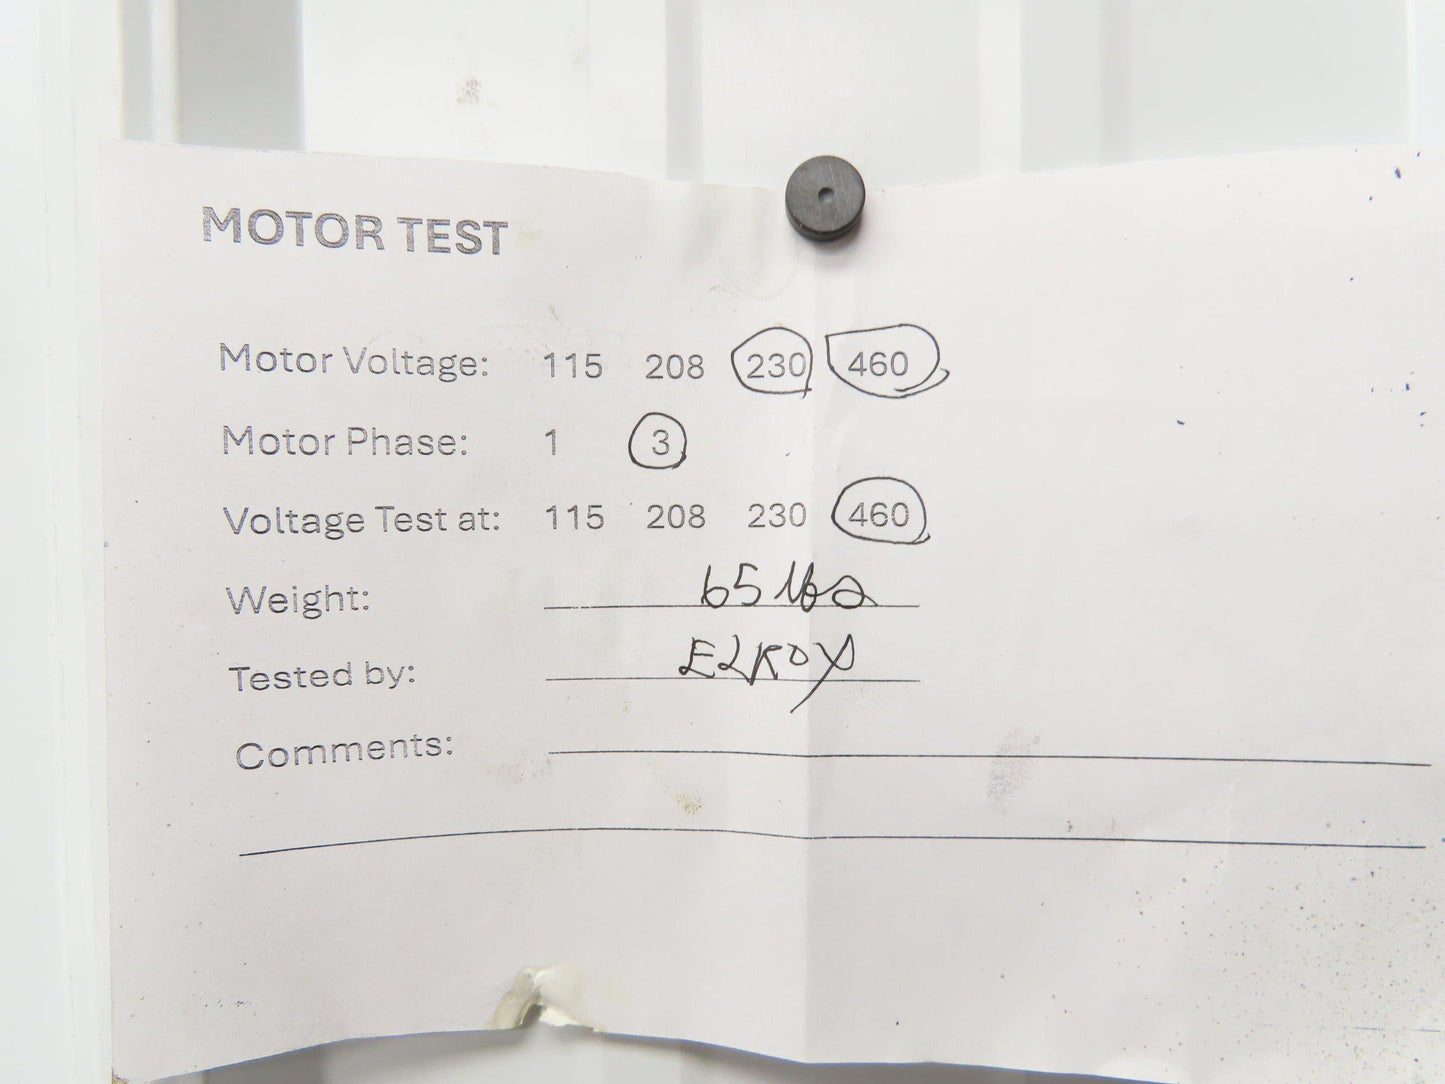 MOTOR TEST
Motor Voltage: 115 208 230 460
Motor Phase: 1 3
Voltage Test at: 115 208 230 460
Weight: 65 lbs
Tested by: ELROY
Comments: